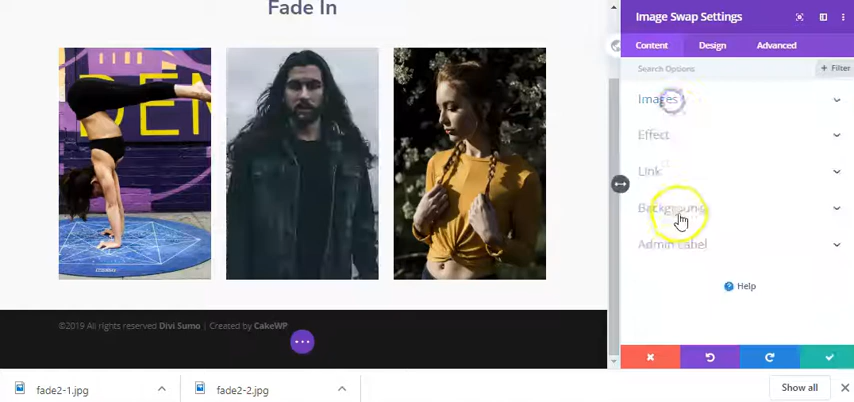 Fade In
DEN
©2019 All rights reserved Divi Sumo | Created by CakeWP
Image Swap Settings
Content
Design
Advanced
Search Options
+ Filter
Images
Effect
Link
Background
Admin Label
? Help
fade2-1.jpg
fade2-2.jpg
Show all